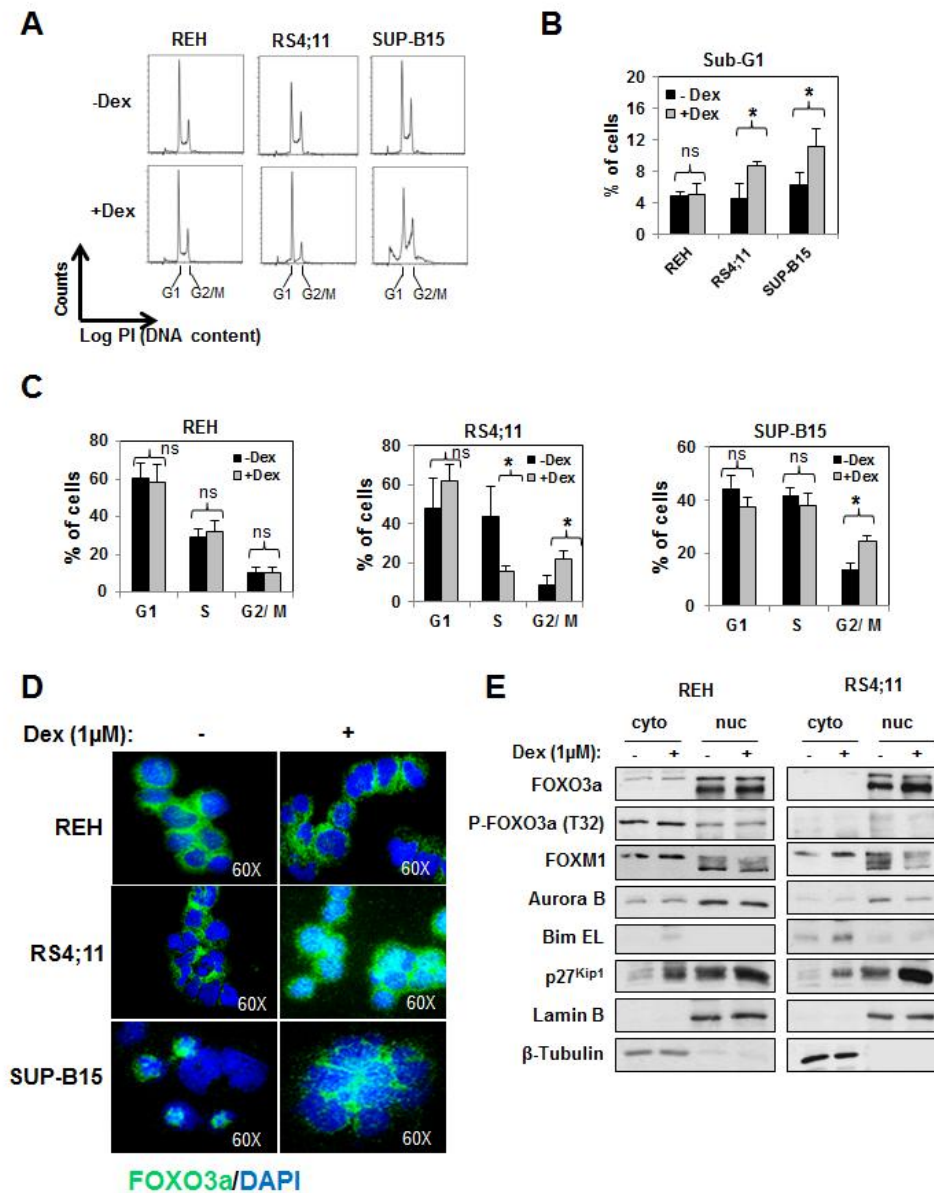 A
REH RS4;11 SUP-B15
-Dex
+Dex
Counts
G1 G2/M G1 G2/M G1 G2/M
Log PI (DNA content)
B
Sub-G1
20
16
12
8
4
0
% of cells
- Dex
+Dex
ns
*
*
REH
RS4;11
SUP-B15
C
REH
80
60
40
20
0
% of cells
-Dex
+Dex
ns
ns
ns
G1 S G2/ M
RS4;11
80
60
40
20
0
% of cells
-Dex
+Dex
ns
*
*
G1 S G2/ M
SUP-B15
60
40
20
0
% of cells
-Dex
+Dex
ns
ns
*
G1 S G2/ M
D
Dex (1µM): - +
REH
60X 60X
RS4;11
60X 60X
SUP-B15
60X 60X
FOXO3a/DAPI
E
REH RS4;11
cyto nuc cyto nuc
Dex (1µM): - + - + - + - +
FOXO3a
P-FOXO3a (T32)
FOXM1
Aurora B
Bim EL
p27Kip1
Lamin B
β-Tubulin